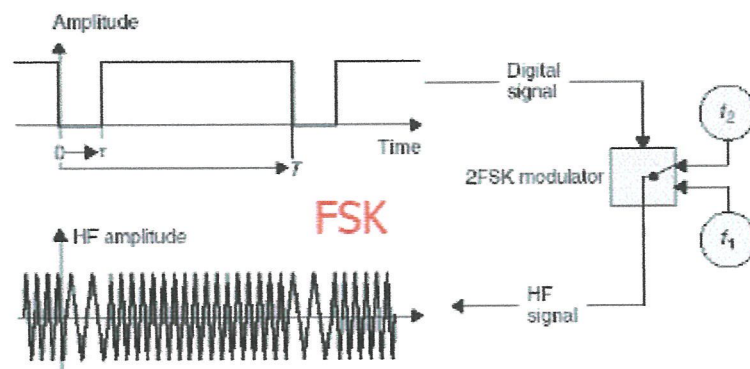 Amplitude
Digital
signal
f2
0
τ
T
Time
2FSK modulator
FSK
HF amplitude
f1
HF
signal